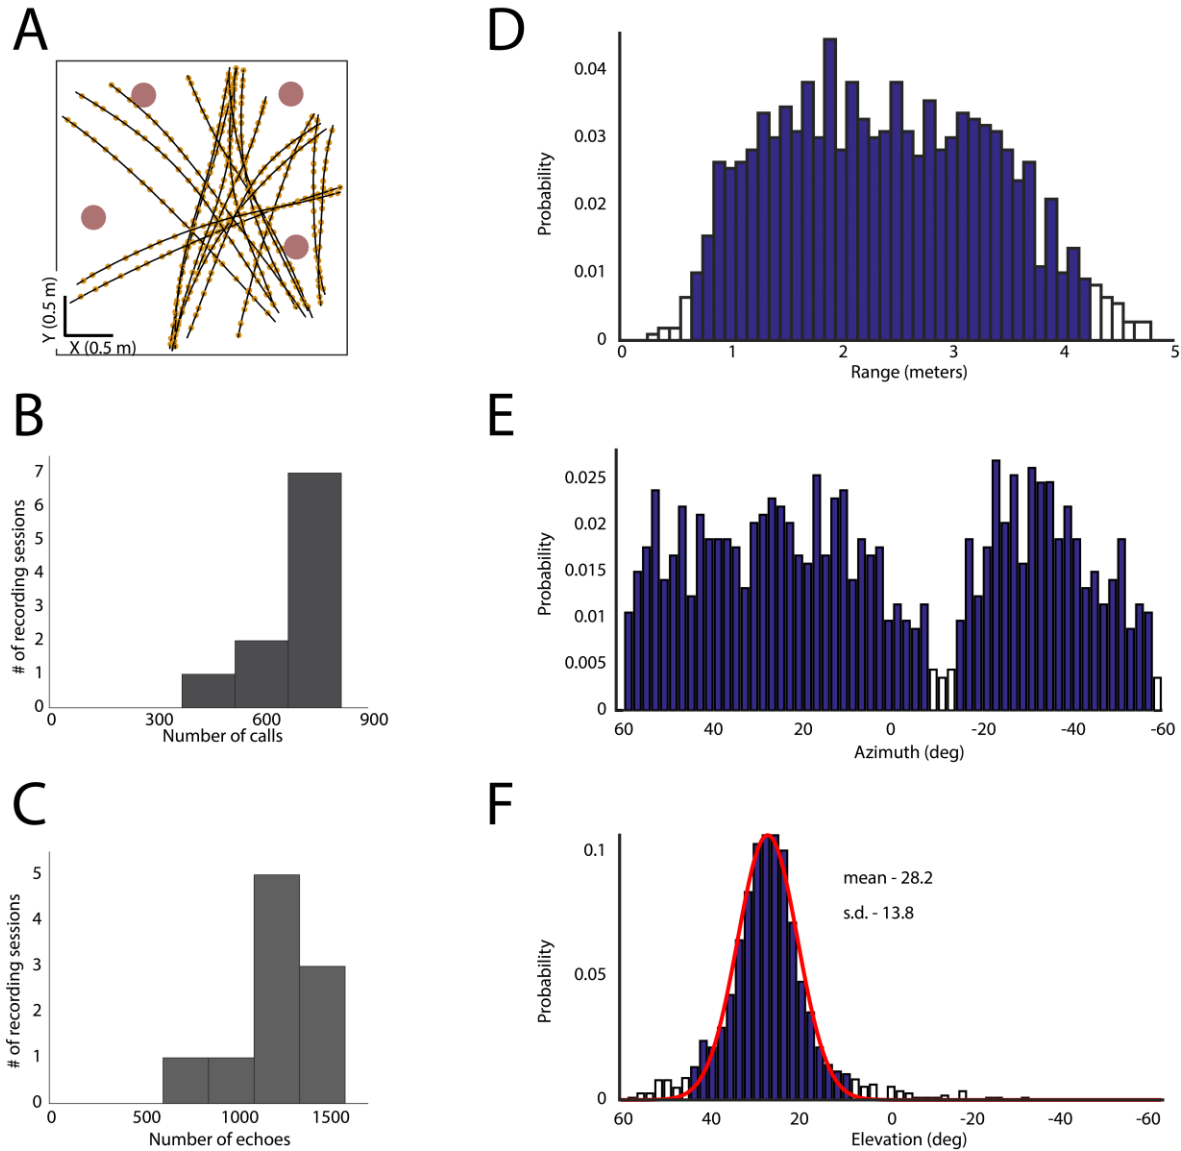 A
Y (0.5 m)
X (0.5 m)
B
# of recording sessions
7
6
5
4
3
2
1
0
0 300 600 900
Number of calls
C
# of recording sessions
5
4
3
2
1
0
0 500 1000 1500
Number of echoes
D
Probability
0.04
0.03
0.02
0.01
0
0 1 2 3 4 5
Range (meters)
E
Probability
0.025
0.02
0.015
0.01
0.005
0
60 40 20 0 -20 -40 -60
Azimuth (deg)
F
Probability
0.1
0.05
0
mean - 28.2
s.d. - 13.8
60 40 20 0 -20 -40 -60
Elevation (deg)